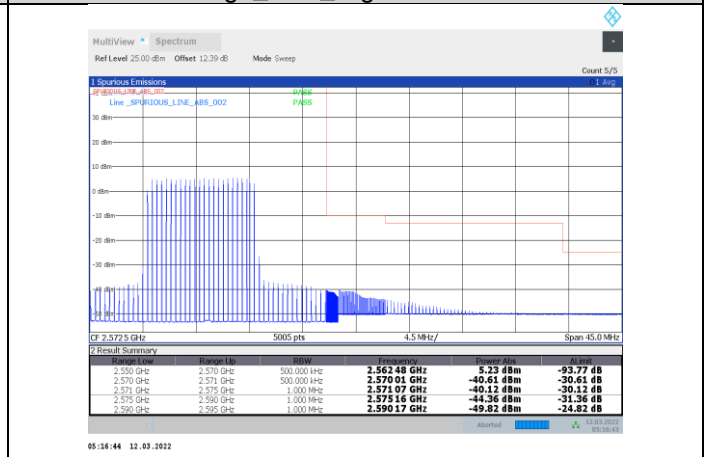 MultiView Spectrum
Ref Level 25.00 dBm Offset 12.39 dB Mode Sweep
Count 5/5
1 Spurious Emissions 1 Avg
PASS
Line _SPURIOUS_LINE_ABS_002 PASS
30 dBm
20 dBm
10 dBm
0 dBm
-10 dBm
-20 dBm
-30 dBm
CF 2.5725 GHz 5005 pts 4.5 MHz/ Span 45.0 MHz
2 Result Summary
Range Low Range Up RBW Frequency Power Abs ΔLimit
2.550 GHz 2.570 GHz 500.000 kHz 2.56248 GHz 5.23 dBm -93.77 dB
2.570 GHz 2.571 GHz 500.000 kHz 2.57001 GHz -40.61 dBm -30.61 dB
2.571 GHz 2.575 GHz 1.000 MHz 2.57107 GHz -40.12 dBm -30.12 dB
2.575 GHz 2.590 GHz 1.000 MHz 2.57516 GHz -44.36 dBm -31.36 dB
2.590 GHz 2.595 GHz 1.000 MHz 2.59017 GHz -49.82 dBm -24.82 dB
Aborted 12.03.2022
05:16:43
05:16:44 12.03.2022